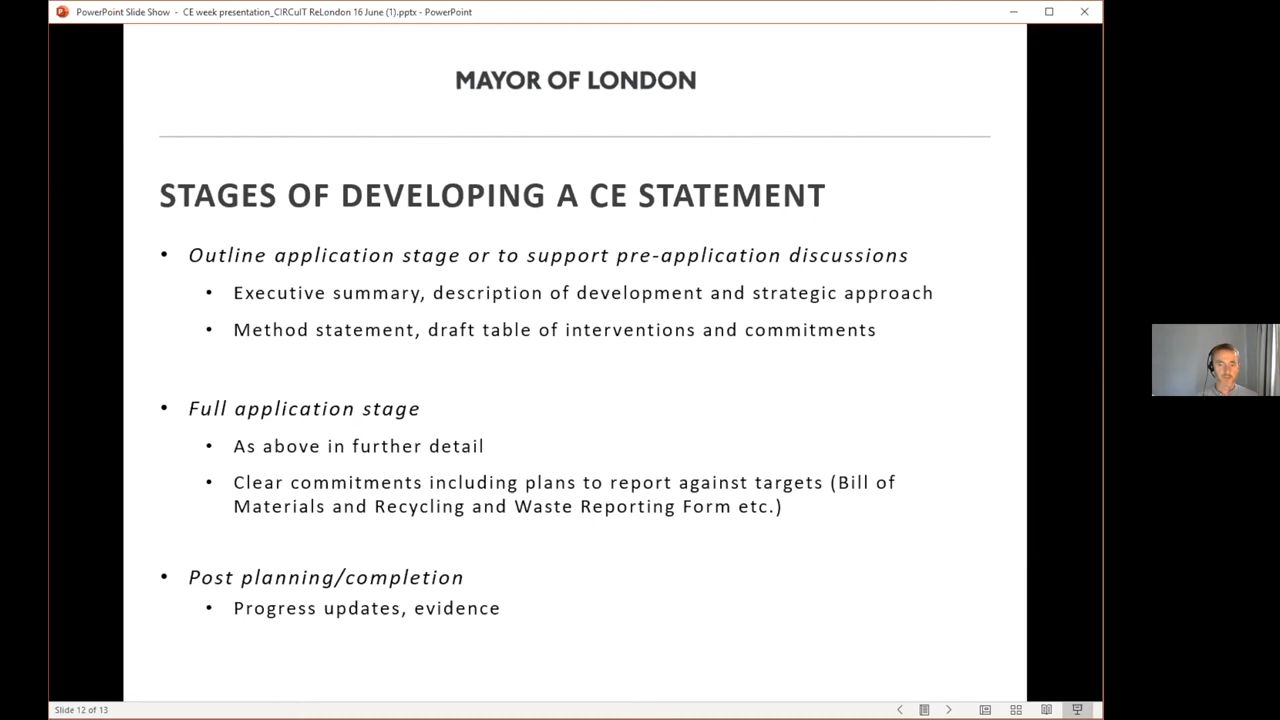 PowerPoint Slide Show - CE week presentation_CIRCuIT ReLondon 16 June (1).pptx - PowerPoint
MAYOR OF LONDON
STAGES OF DEVELOPING A CE STATEMENT
• Outline application stage or to support pre-application discussions
• Executive summary, description of development and strategic approach
• Method statement, draft table of interventions and commitments
• Full application stage
• As above in further detail
• Clear commitments including plans to report against targets (Bill of
Materials and Recycling and Waste Reporting Form etc.)
• Post planning/completion
• Progress updates, evidence
Slide 12 of 13